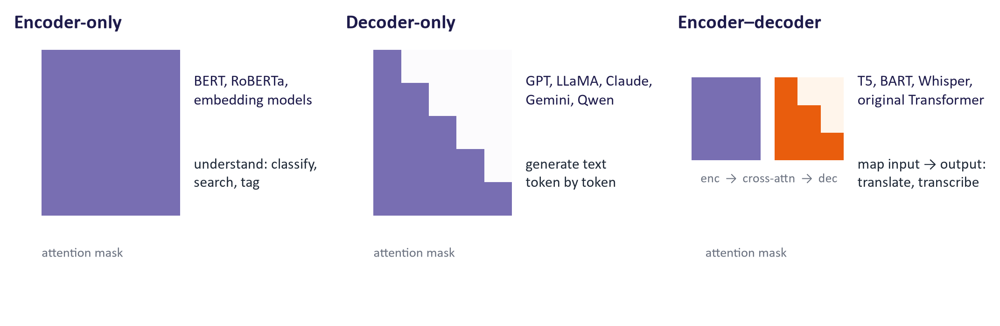 Encoder-only
BERT, RoBERTa,
embedding models
understand: classify,
search, tag
attention mask
Decoder-only
GPT, LLaMA, Claude,
Gemini, Qwen
generate text
token by token
attention mask
Encoder–decoder
T5, BART, Whisper,
original Transformer
map input → output:
translate, transcribe
enc → cross-attn → dec
attention mask